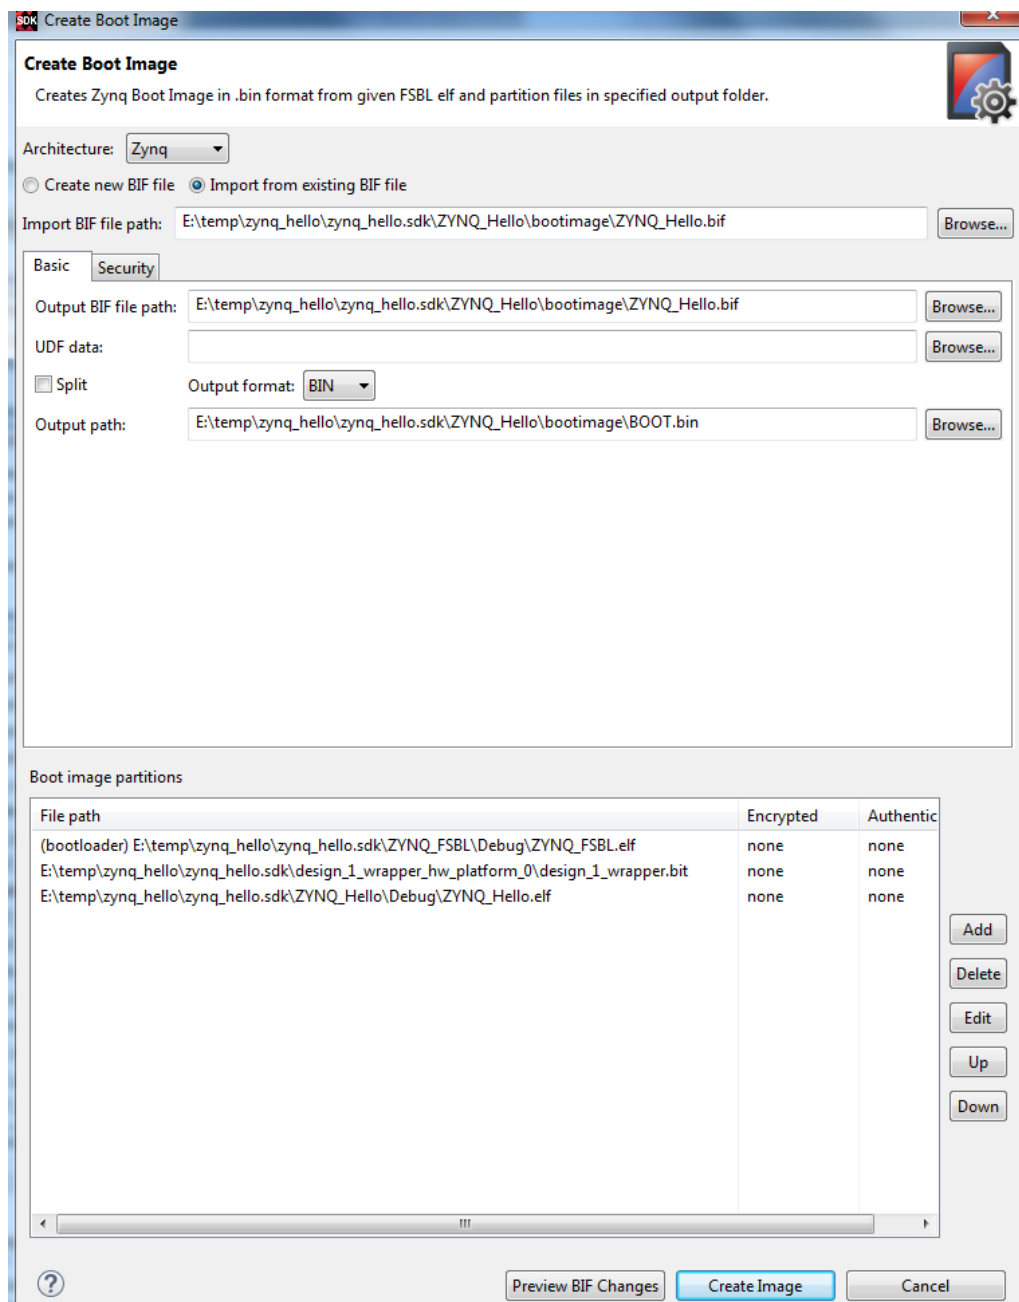 SDK Create Boot Image
Create Boot Image
Creates Zynq Boot Image in .bin format from given FSBL elf and partition files in specified output folder.
Architecture: Zynq
Create new BIF file Import from existing BIF file
Import BIF file path: E:\temp\zynq_hello\zynq_hello.sdk\ZYNQ_Hello\bootimage\ZYNQ_Hello.bif Browse...
Basic Security
Output BIF file path: E:\temp\zynq_hello\zynq_hello.sdk\ZYNQ_Hello\bootimage\ZYNQ_Hello.bif Browse...
UDF data: Browse...
Split Output format: BIN
Output path: E:\temp\zynq_hello\zynq_hello.sdk\ZYNQ_Hello\bootimage\BOOT.bin Browse...
Boot image partitions
File path Encrypted Authentic
(bootloader) E:\temp\zynq_hello\zynq_hello.sdk\ZYNQ_FSBL\Debug\ZYNQ_FSBL.elf none none
E:\temp\zynq_hello\zynq_hello.sdk\design_1_wrapper_hw_platform_0\design_1_wrapper.bit none none
E:\temp\zynq_hello\zynq_hello.sdk\ZYNQ_Hello\Debug\ZYNQ_Hello.elf none none
Add
Delete
Edit
Up
Down
? Preview BIF Changes Create Image Cancel